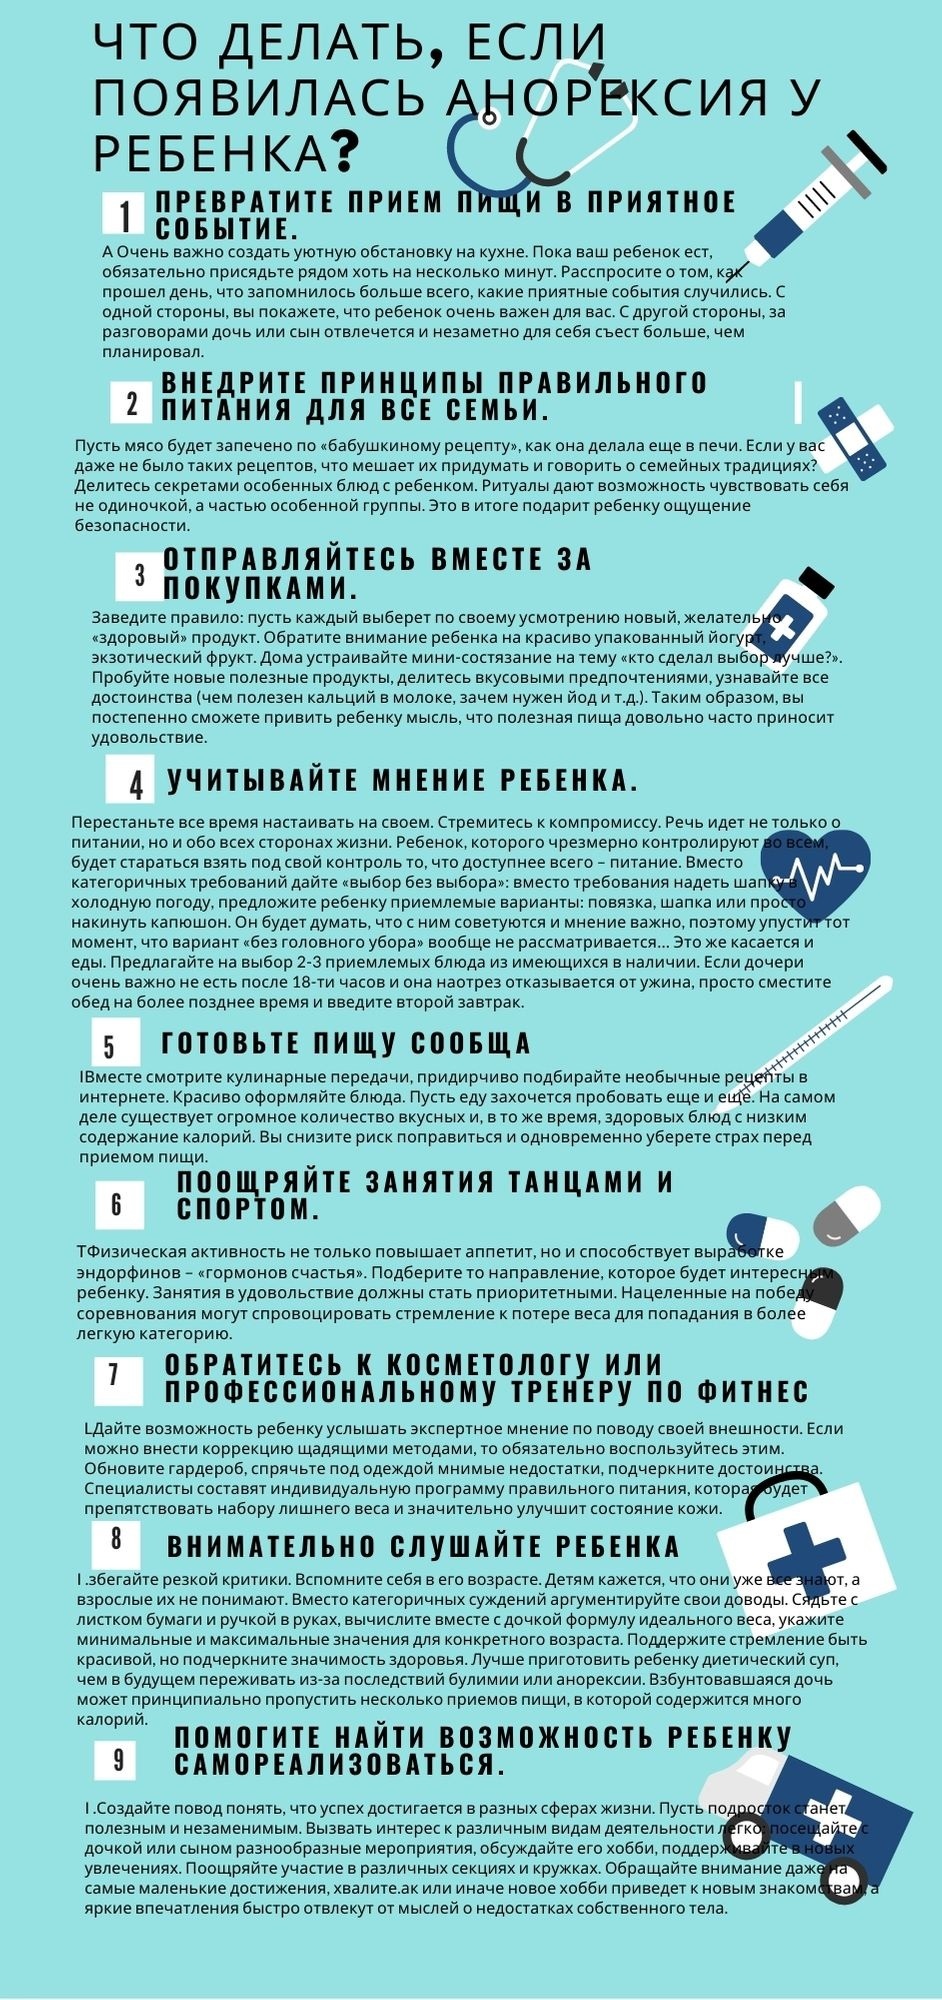 ЧТО ДЕЛАТЬ, ЕСЛИ
ПОЯВИЛАСЬ АНОРЕКСИЯ У
РЕБЕНКА?
1
ПРЕВРАТИТЕ ПРИЕМ ПИЩИ В ПРИЯТНОЕ
СОБЫТИЕ.
А Очень важно создать уютную обстановку на кухне. Пока ваш ребенок ест,
обязательно присядьте рядом хоть на несколько минут. Расспросите о том, как
прошел день, что запомнилось больше всего, какие приятные события случились. С
одной стороны, вы покажете, что ребенок очень важен для вас. С другой стороны, за
разговорами дочь или сын отвлечется и незаметно для себя съест больше, чем
планировал.
2
ВНЕДРИТЕ ПРИНЦИПЫ ПРАВИЛЬНОГО
ПИТАНИЯ ДЛЯ ВСЕ СЕМЬИ.
Пусть мясо будет запечено по «бабушкиному рецепту», как она делала еще в печи. Если у вас
даже не было таких рецептов, что мешает их придумать и говорить о семейных традициях?
Делитесь секретами особенных блюд с ребенком. Ритуалы дают возможность чувствовать себя
не одиночкой, а частью особенной группы. Это в итоге подарит ребенку ощущение
безопасности.
3
ОТПРАВЛЯЙТЕСЬ ВМЕСТЕ ЗА
ПОКУПКАМИ.
Заведите правило: пусть каждый выберет по своему усмотрению новый, желательно
«здоровый» продукт. Обратите внимание ребенка на красиво упакованный йогурт,
экзотический фрукт. Дома устраивайте мини-состязание на тему «кто сделал выбор лучше?».
Пробуйте новые полезные продукты, делитесь вкусовыми предпочтениями, узнавайте все
достоинства (чем полезен кальций в молоке, зачем нужен йод и т.д.). Таким образом, вы
постепенно сможете привить ребенку мысль, что полезная пища довольно часто приносит
удовольствие.
4
УЧИТЫВАЙТЕ МНЕНИЕ РЕБЕНКА.
Перестаньте все время настаивать на своем. Стремитесь к компромиссу. Речь идет не только о
питании, но и обо всех сторонах жизни. Ребенок, которого чрезмерно контролируют во всем,
будет стараться взять под свой контроль то, что доступнее всего – питание. Вместо
категоричных требований дайте «выбор без выбора»: вместо требования надеть шапку в
холодную погоду, предложите ребенку приемлемые варианты: повязка, шапка или просто
накинуть капюшон. Он будет думать, что с ним советуются и мнение важно, поэтому упустит тот
момент, что вариант «без головного убора» вообще не рассматривается... Это же касается и
еды. Предлагайте на выбор 2-3 приемлемых блюда из имеющихся в наличии. Если дочери
очень важно не есть после 18-ти часов и она наотрез отказывается от ужина, просто сместите
обед на более позднее время и введите второй завтрак.
5
ГОТОВЬТЕ ПИЩУ СООБЩА
IВместе смотрите кулинарные передачи, придирчиво подбирайте необычные рецепты в
интернете. Красиво оформляйте блюда. Пусть еду захочется пробовать еще и еще. На самом
деле существует огромное количество вкусных и, в то же время, здоровых блюд с низким
содержание калорий. Вы снизите риск поправиться и одновременно уберете страх перед
приемом пищи.
6
ПООЩРЯЙТЕ ЗАНЯТИЯ ТАНЦАМИ И
СПОРТОМ.
TФизическая активность не только повышает аппетит, но и способствует выработке
эндорфинов – «гормонов счастья». Подберите то направление, которое будет интересным
ребенку. Занятия в удовольствие должны стать приоритетными. Нацеленные на победу
соревнования могут спровоцировать стремление к потере веса для попадания в более
легкую категорию.
7
ОБРАТИТЕСЬ К КОСМЕТОЛОГУ ИЛИ
ПРОФЕССИОНАЛЬНОМУ ТРЕНЕРУ ПО ФИТНЕС
LДайте возможность ребенку услышать экспертное мнение по поводу своей внешности. Если
можно внести коррекцию щадящими методами, то обязательно воспользуйтесь этим.
Обновите гардероб, спрячьте под одеждой мнимые недостатки, подчеркните достоинства.
Специалисты составят индивидуальную программу правильного питания, которая будет
препятствовать набору лишнего веса и значительно улучшит состояние кожи.
8
ВНИМАТЕЛЬНО СЛУШАЙТЕ РЕБЕНКА
I .збегайте резкой критики. Вспомните себя в его возрасте. Детям кажется, что они уже все знают, а
взрослые их не понимают. Вместо категоричных суждений аргументируйте свои доводы. Сядьте с
листком бумаги и ручкой в руках, вычислите вместе с дочкой формулу идеального веса, укажите
минимальные и максимальные значения для конкретного возраста. Поддержите стремление быть
красивой, но подчеркните значимость здоровья. Лучше приготовить ребенку диетический суп,
чем в будущем переживать из-за последствий булимии или анорексии. Взбунтовавшаяся дочь
может принципиально пропустить несколько приемов пищи, в которой содержится много
калорий.
9
ПОМОГИТЕ НАЙТИ ВОЗМОЖНОСТЬ РЕБЕНКУ
САМОРЕАЛИЗОВАТЬСЯ.
I .Создайте повод понять, что успех достигается в разных сферах жизни. Пусть подросток станет
полезным и незаменимым. Вызвать интерес к различным видам деятельности легко: посещайте с
дочкой или сыном разнообразные мероприятия, обсуждайте его хобби, поддерживайте в новых
увлечениях. Поощряйте участие в различных секциях и кружках. Обращайте внимание даже на
самые маленькие достижения, хвалите.ак или иначе новое хобби приведет к новым знакомствам, а
яркие впечатления быстро отвлекут от мыслей о недостатках собственного тела.